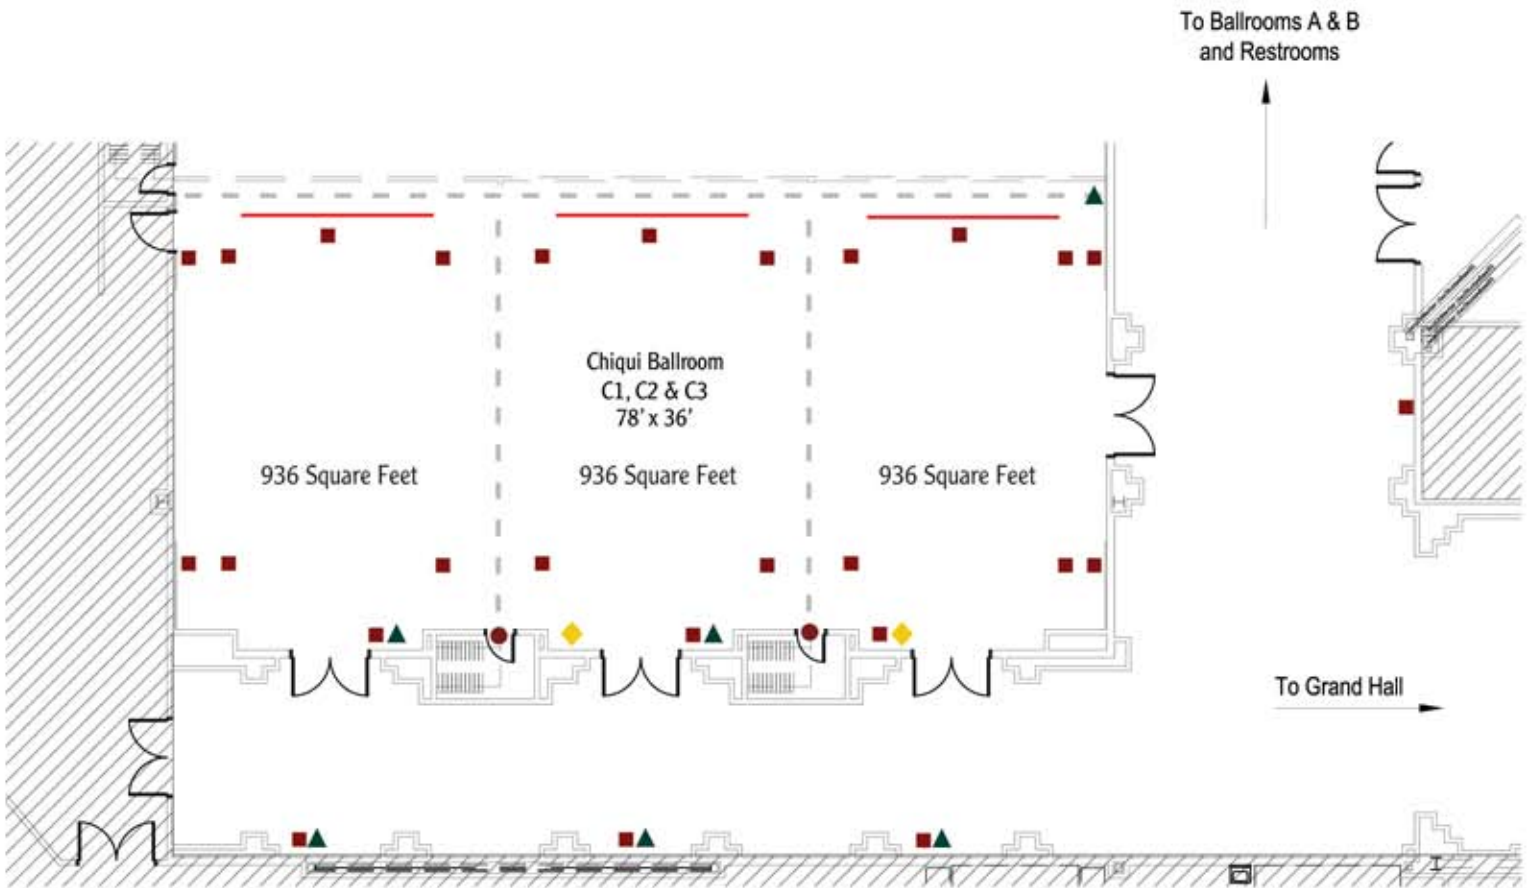 To Ballrooms A & B
and Restrooms
Chiqui Ballroom
C1, C2 & C3
78' x 36'
936 Square Feet
936 Square Feet
936 Square Feet
To Grand Hall